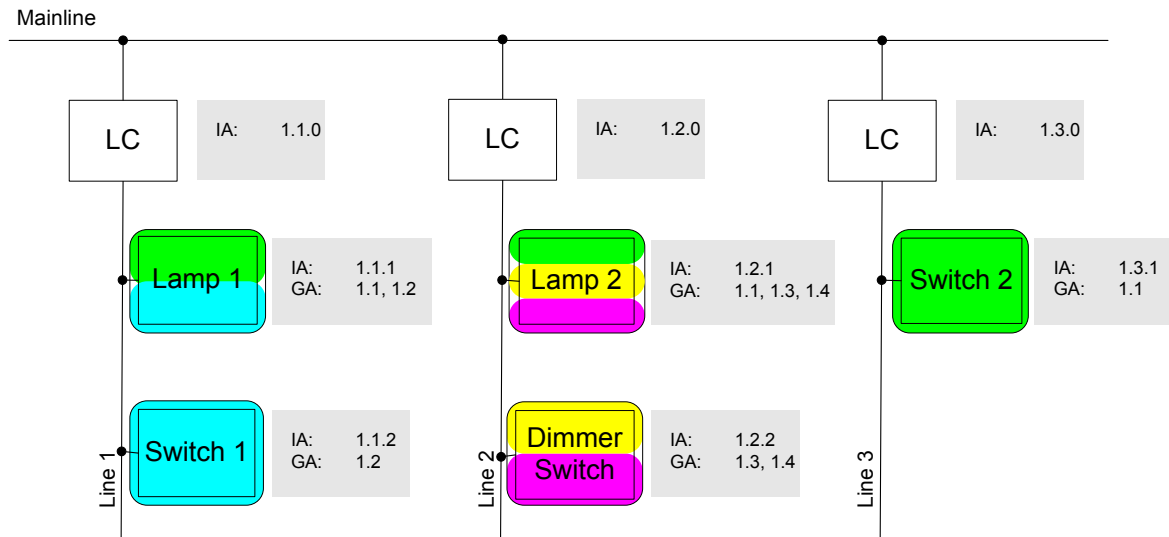 Mainline
LC
IA: 1.1.0
LC
IA: 1.2.0
LC
IA: 1.3.0
Lamp 1
IA: 1.1.1
GA: 1.1, 1.2
Lamp 2
IA: 1.2.1
GA: 1.1, 1.3, 1.4
Switch 2
IA: 1.3.1
GA: 1.1
Line 1
Switch 1
IA: 1.1.2
GA: 1.2
Line 2
Dimmer
Switch
IA: 1.2.2
GA: 1.3, 1.4
Line 3